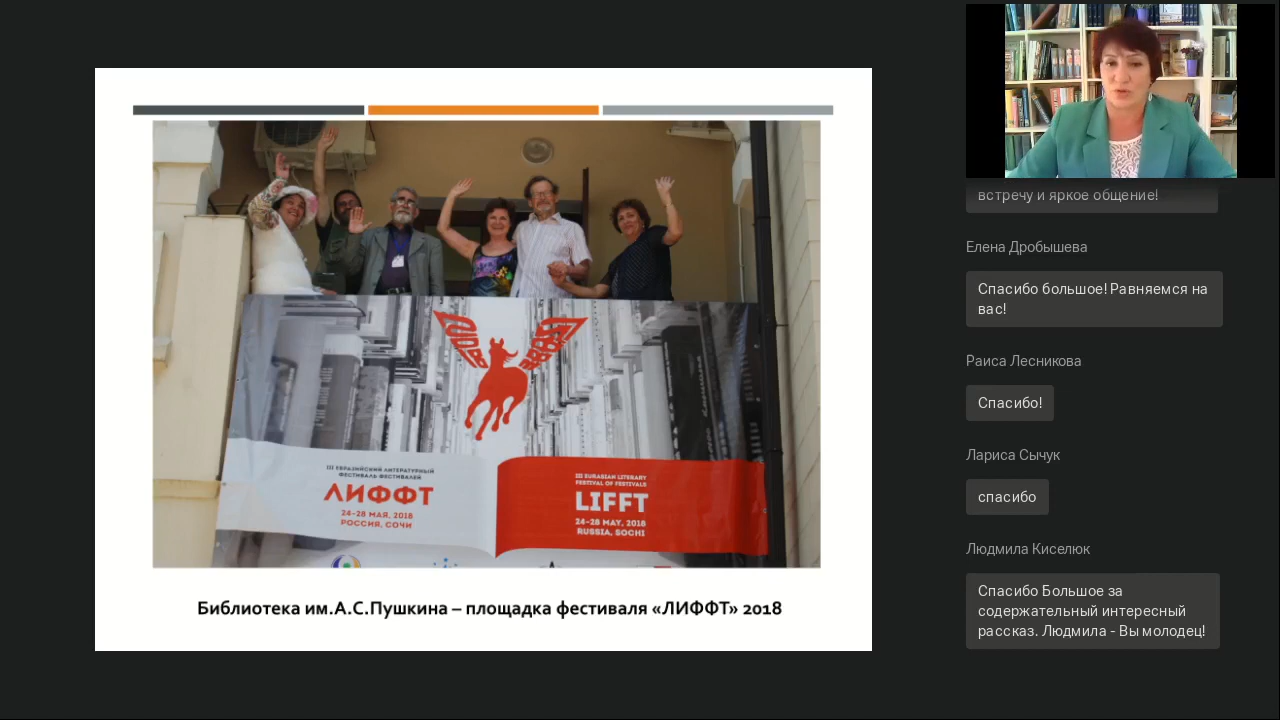 III ЕВРАЗИЙСКИЙ ЛИТЕРАТУРНЫЙ
ФЕСТИВАЛЬ ФЕСТИВАЛЕЙ
ЛИФФТ
24-28 МАЯ, 2018
РОССИЯ, СОЧИ
III EURASIAN LITERARY
FESTIVAL OF FESTIVALS
LIFFT
24-28 MAY, 2018
RUSSIA, SOCHI
Библиотека им.А.С.Пушкина – площадка фестиваля «ЛИФФТ» 2018
встречу и яркое общение!
Елена Дробышева
Спасибо большое! Равняемся на
вас!
Раиса Лесникова
Спасибо!
Лариса Сычук
спасибо
Людмила Киселюк
Спасибо Большое за
содержательный интересный
рассказ. Людмила - Вы молодец!